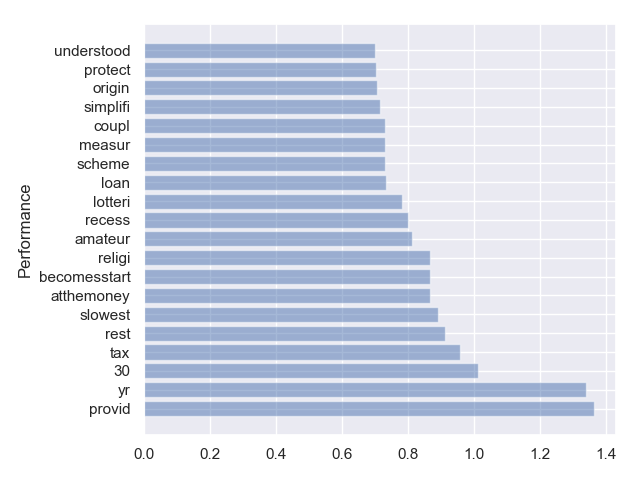 understood
protect
origin
simplifi
coupl
measur
scheme
loan
lotteri
recess
amateur
religi
becomesstart
atthemoney
slowest
rest
tax
30
yr
provid
Performance
0.0 0.2 0.4 0.6 0.8 1.0 1.2 1.4